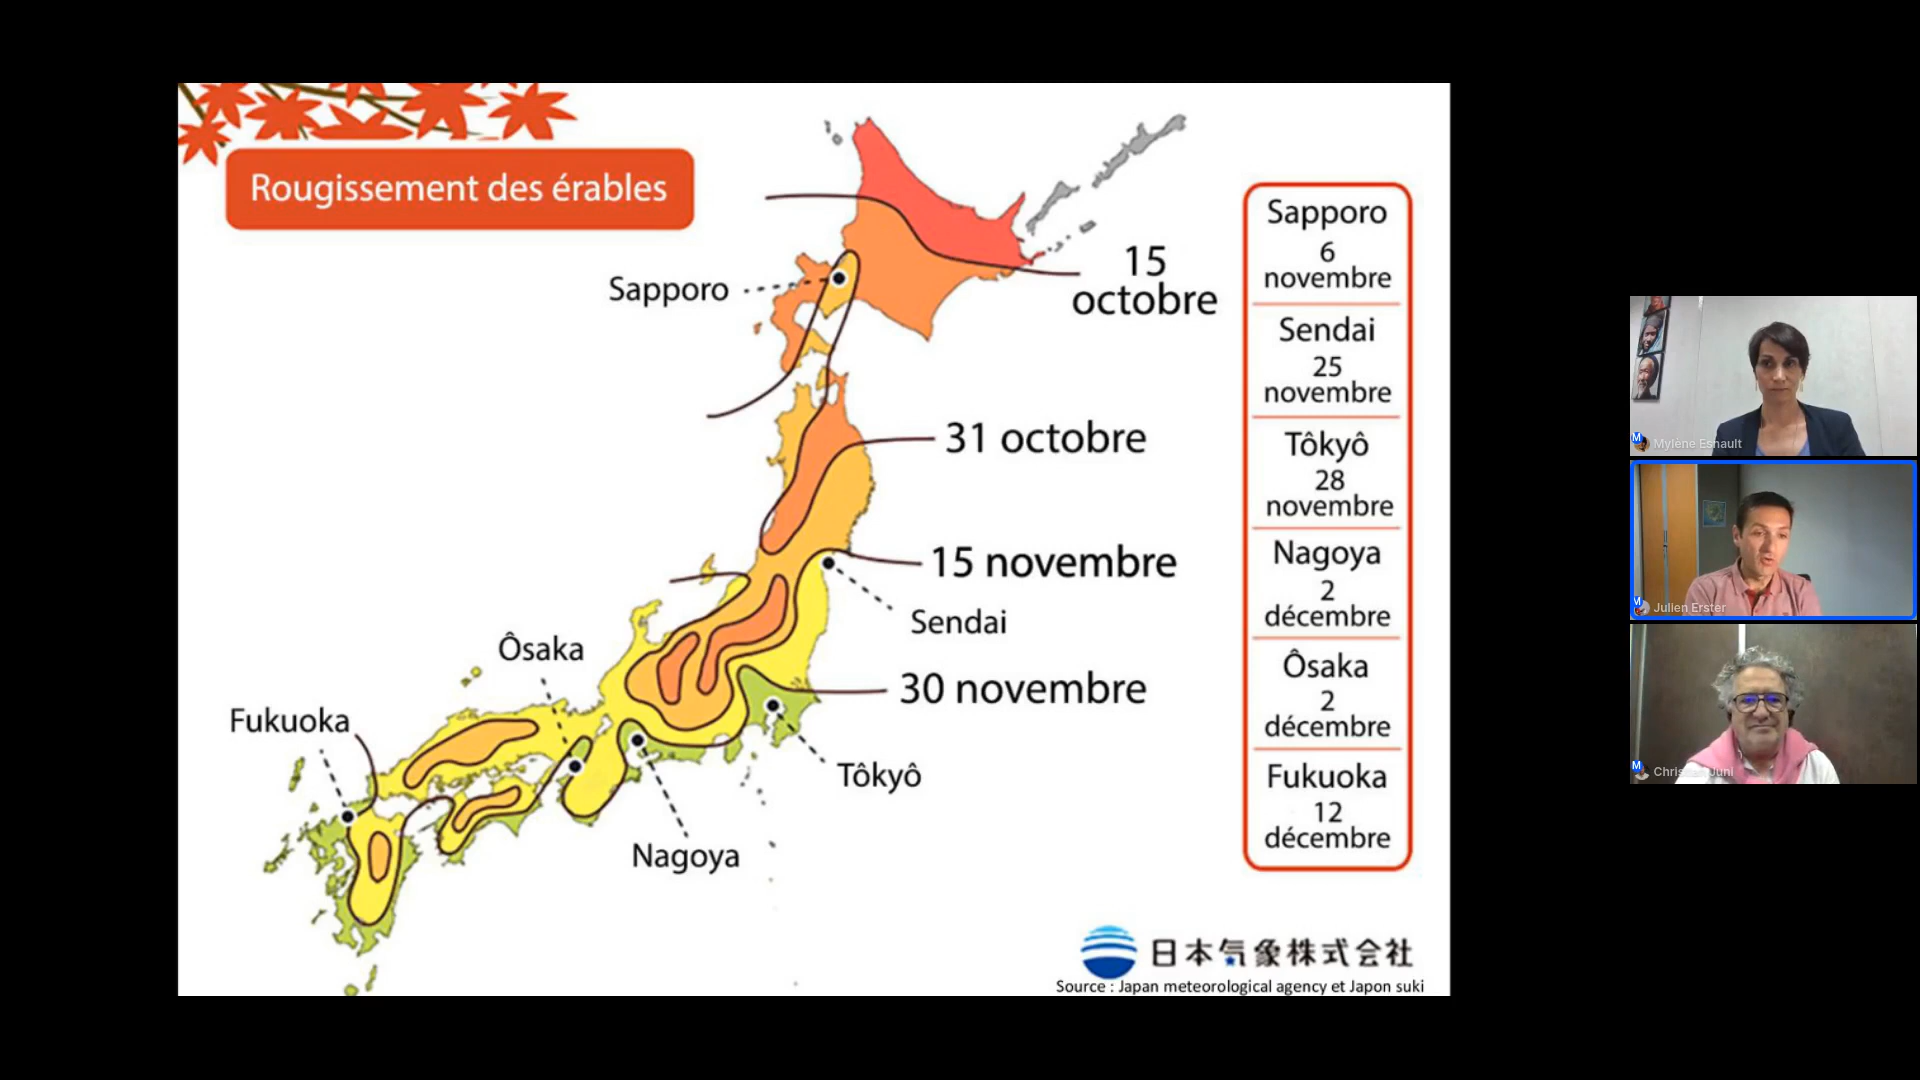 Rougissement des érables
Sapporo
15
octobre
31 octobre
15 novembre
Sendai
Ôsaka
30 novembre
Fukuoka
Tôkyô
Nagoya
Sapporo
6
novembre
Sendai
25
novembre
Tôkyô
28
novembre
Nagoya
2
décembre
Ôsaka
2
décembre
Fukuoka
12
décembre
日本気象株式会社
Source : Japan meteorological agency et Japon suki
M
Mylène Esnault
M
Julien Erster
M
Juni